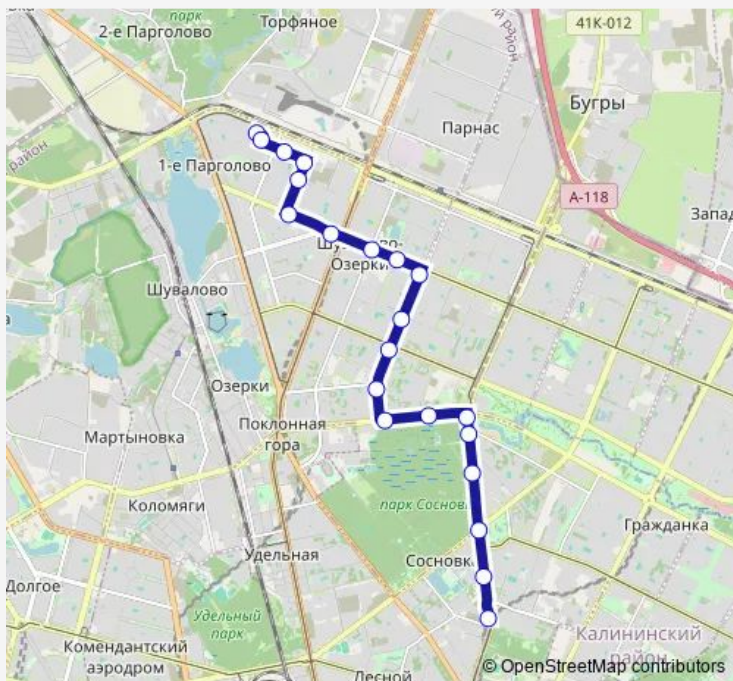 2-е Парголово
Торфяное
41К-012
Бугры
Парнас
район
1-е Парголово
А-118
Запад
Шувалово-
Озерки
Шувалово
Озерки
Мартыновка
Поклонная
гора
Коломяги
парк Сосновка
Гражданка
Удельная
Сосновка
Долгое
Удельный
парк
Комендантский
аэродром
Лесной
Калининский
район
© OpenStreetMap contributors